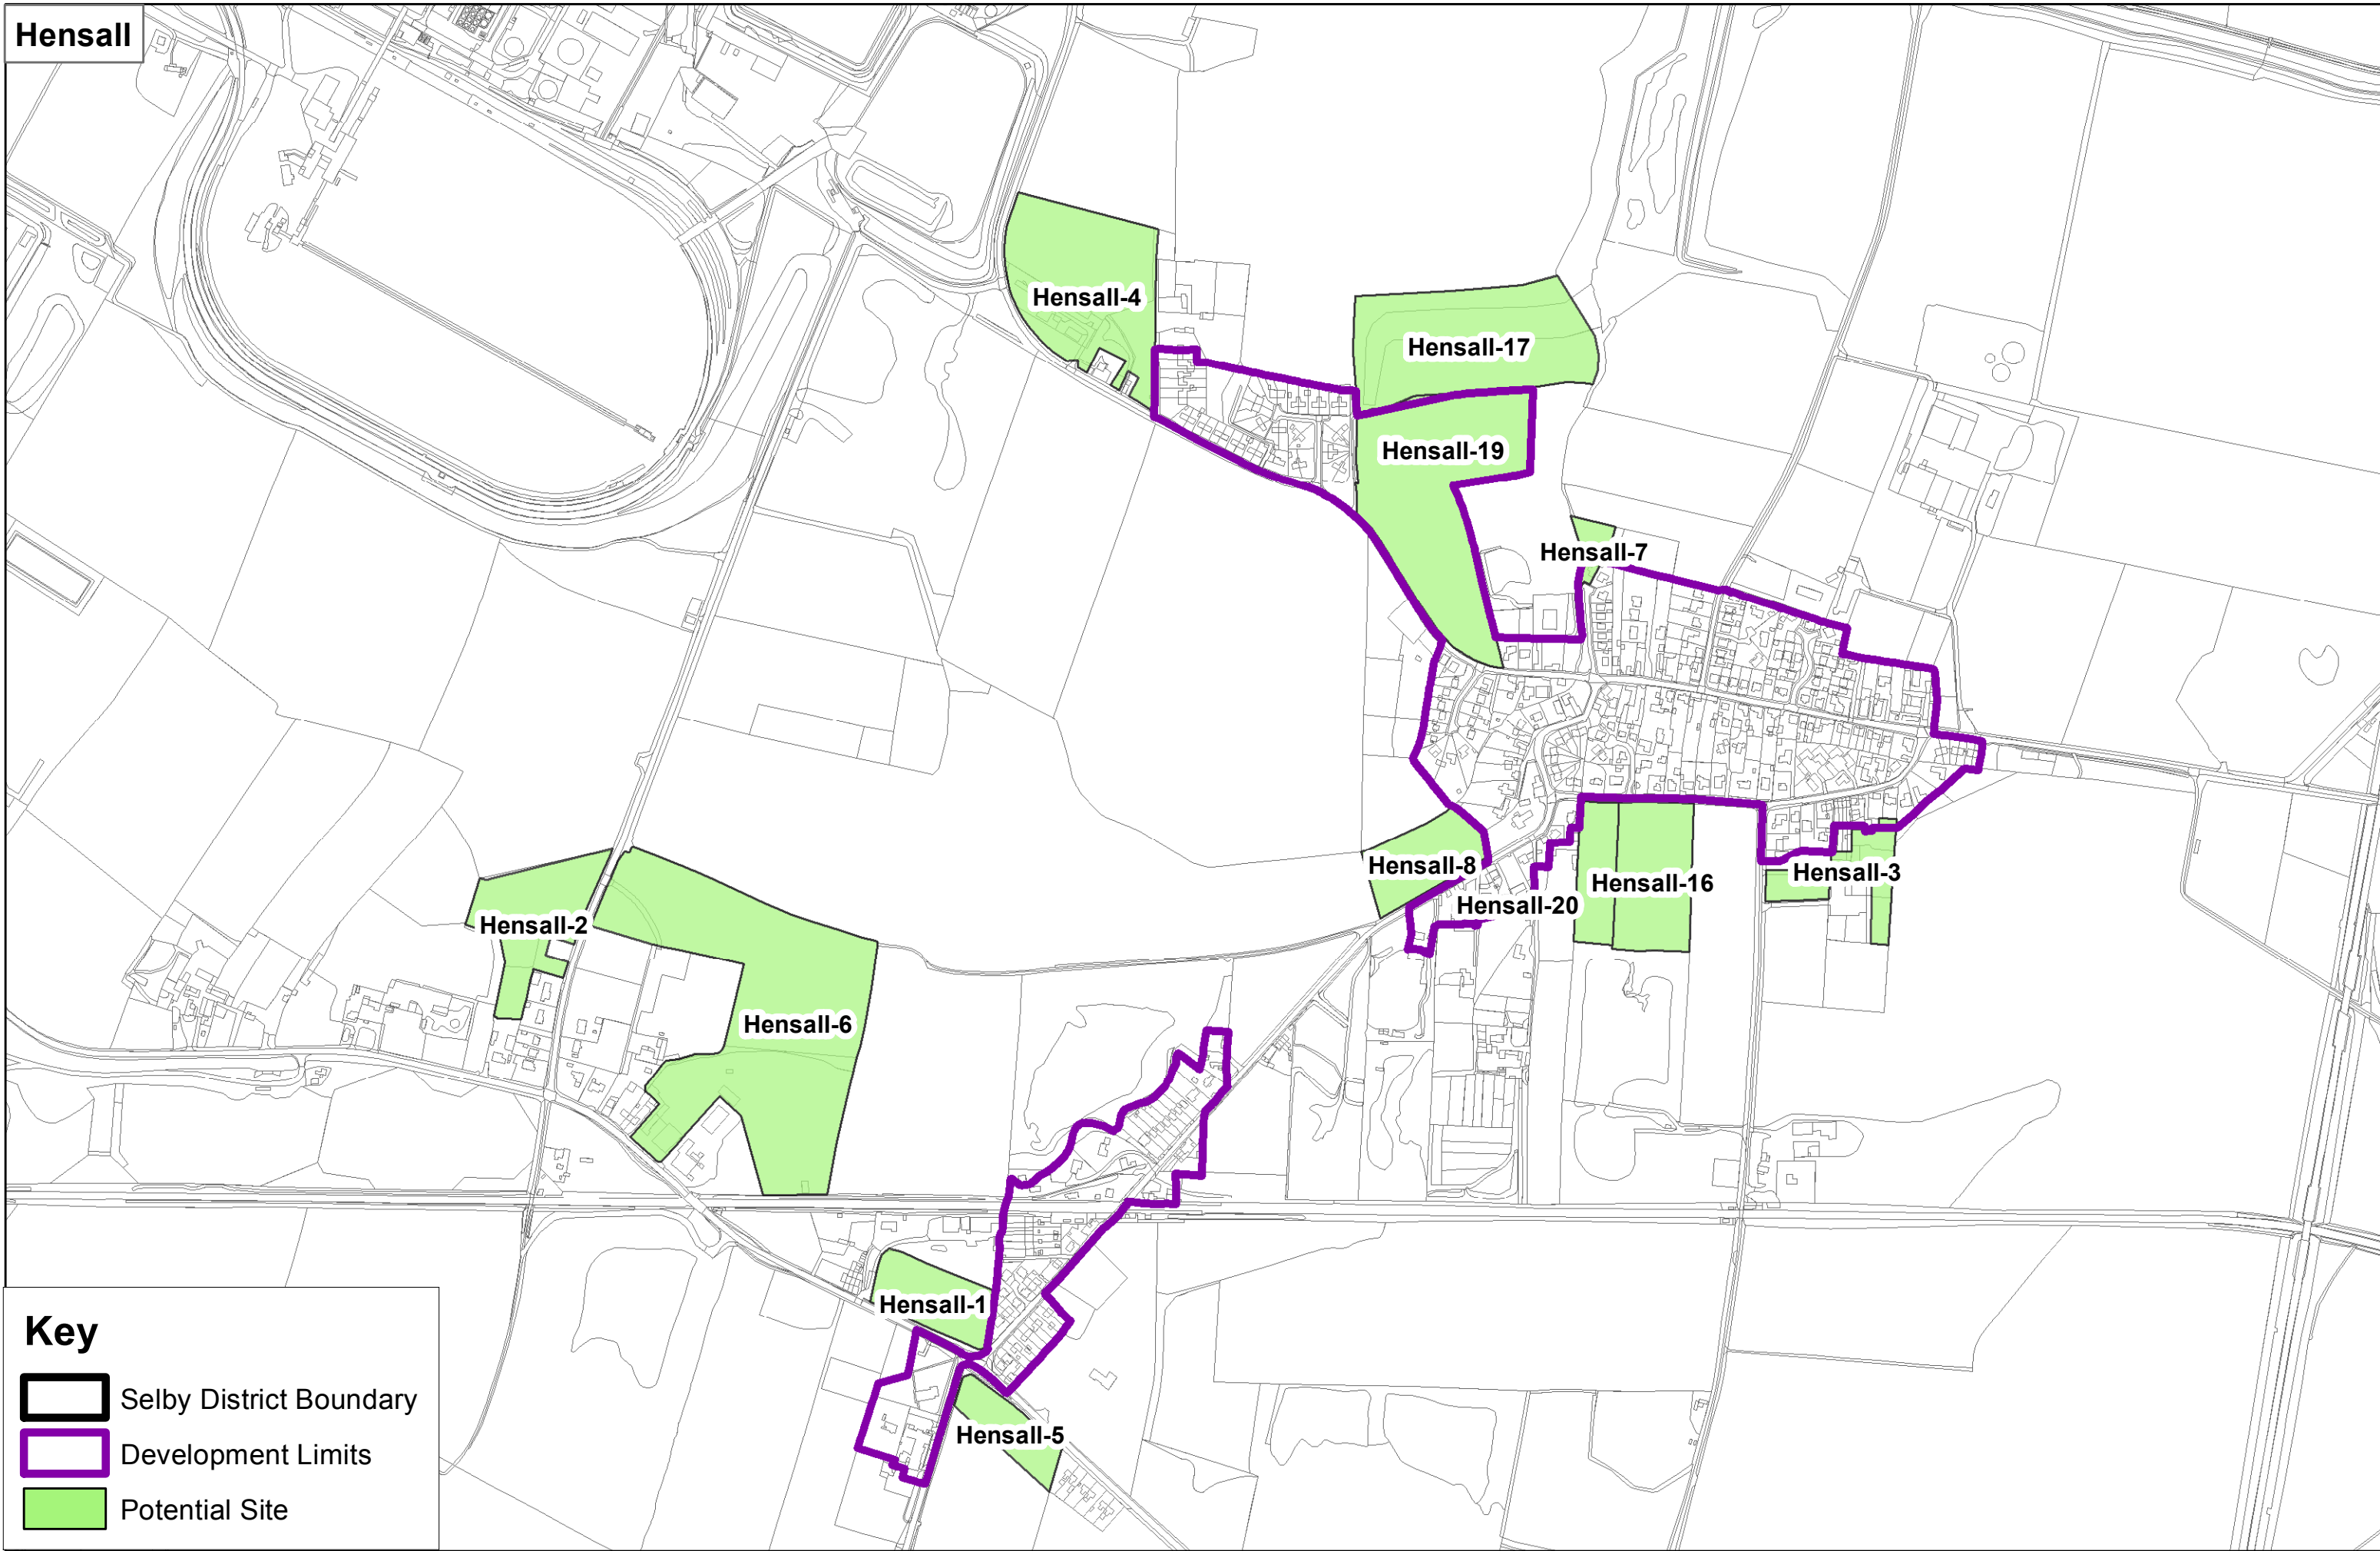 Hensall
Hensall-4
Hensall-17
Hensall-19
Hensall-7
Hensall-8
Hensall-3
Hensall-16
Hensall-20
Hensall-2
Hensall-6
Hensall-1
Hensall-5
Key
Selby District Boundary
Development Limits
Potential Site